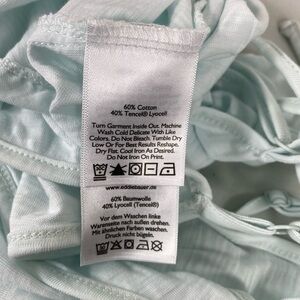 60% Cotton
40% Tencel® Lyocell
Turn Garment Inside Out. Machine
Wash Cold Delicate With Like
Colors. Do Not Bleach. Tumble Dry
Low Or For Best Results Reshape.
Dry Flat. Cool Iron As Desired.
Do Not Iron On Print.
www.eddiebauer.de
60% Baumwolle
40% Lyocell (Tencel®)
Vor dem Waschen linke
Warenseite nach außen drehen.
Mit ähnlichen Farben waschen
Druck nicht bügeln.